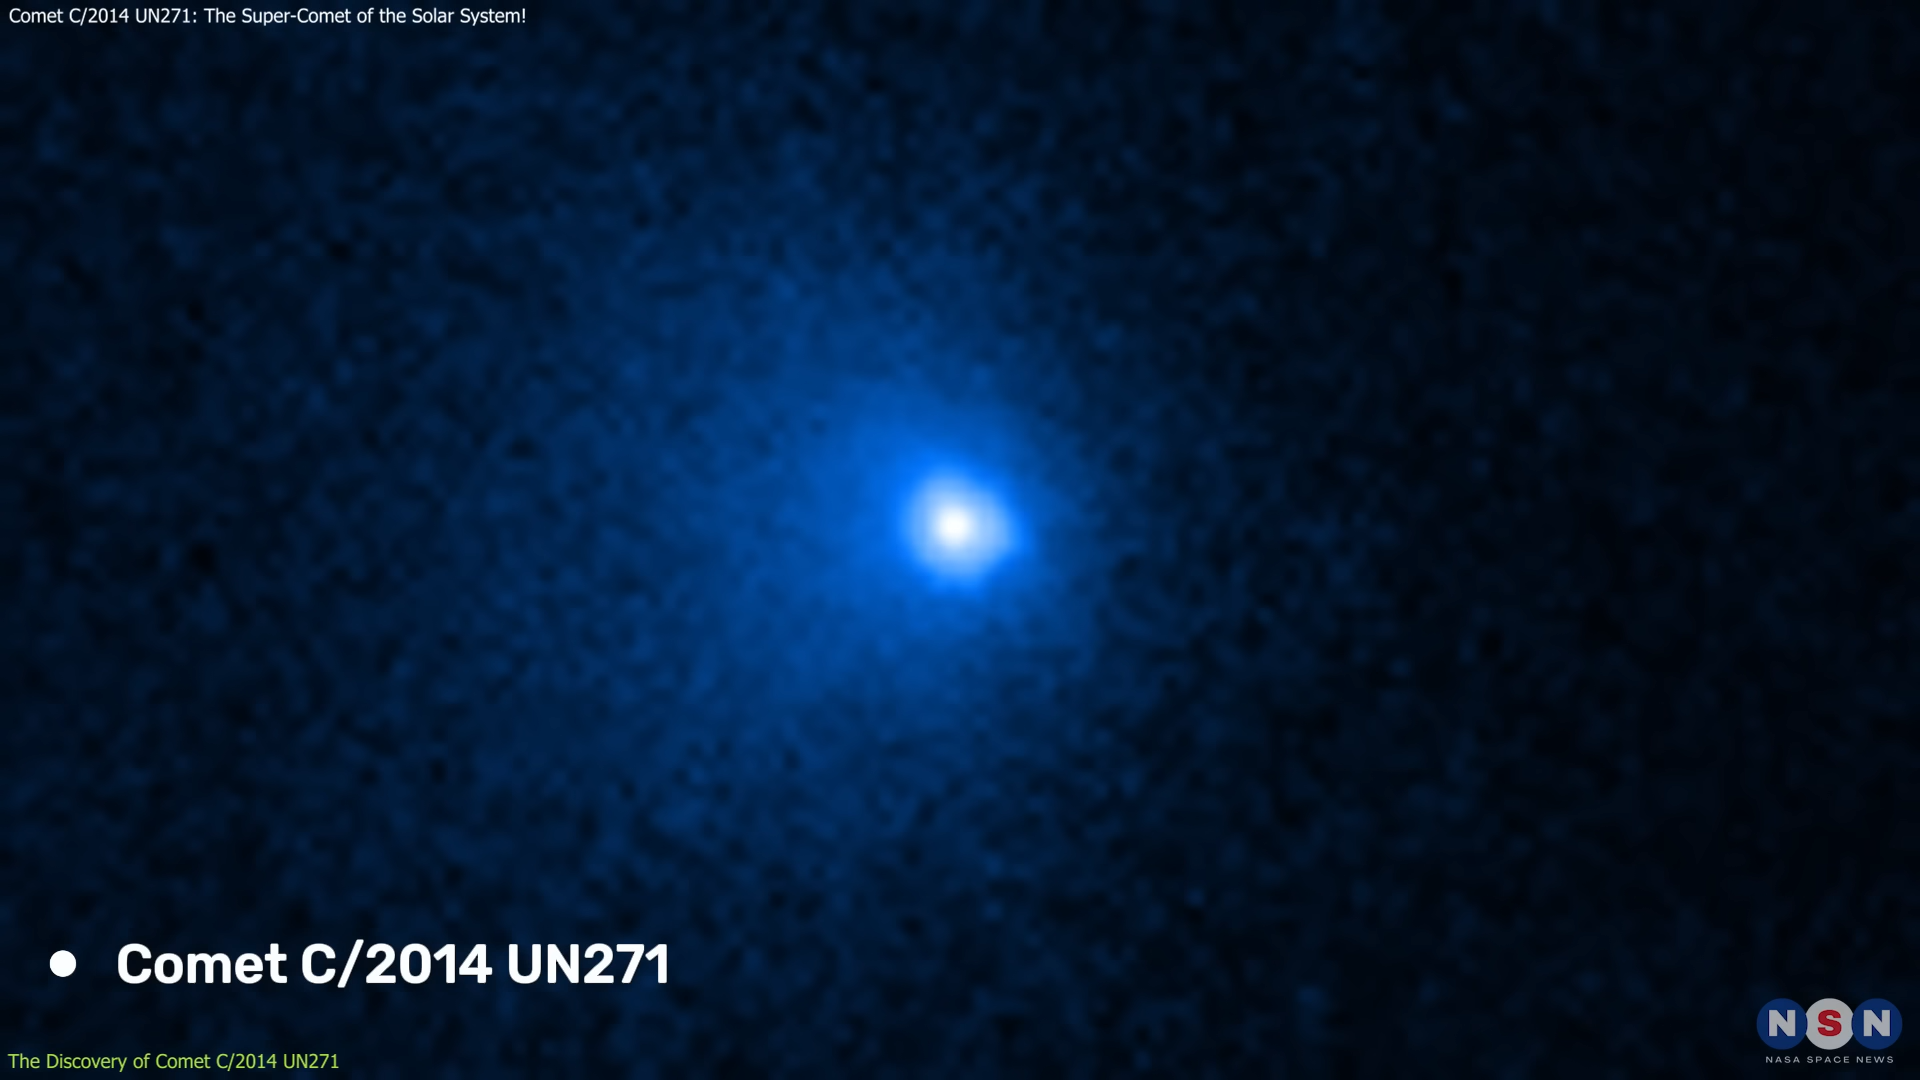 Comet C/2014 UN271: The Super-Comet of the Solar System!
Comet C/2014 UN271
NSN
NASA SPACE NEWS
The Discovery of Comet C/2014 UN271